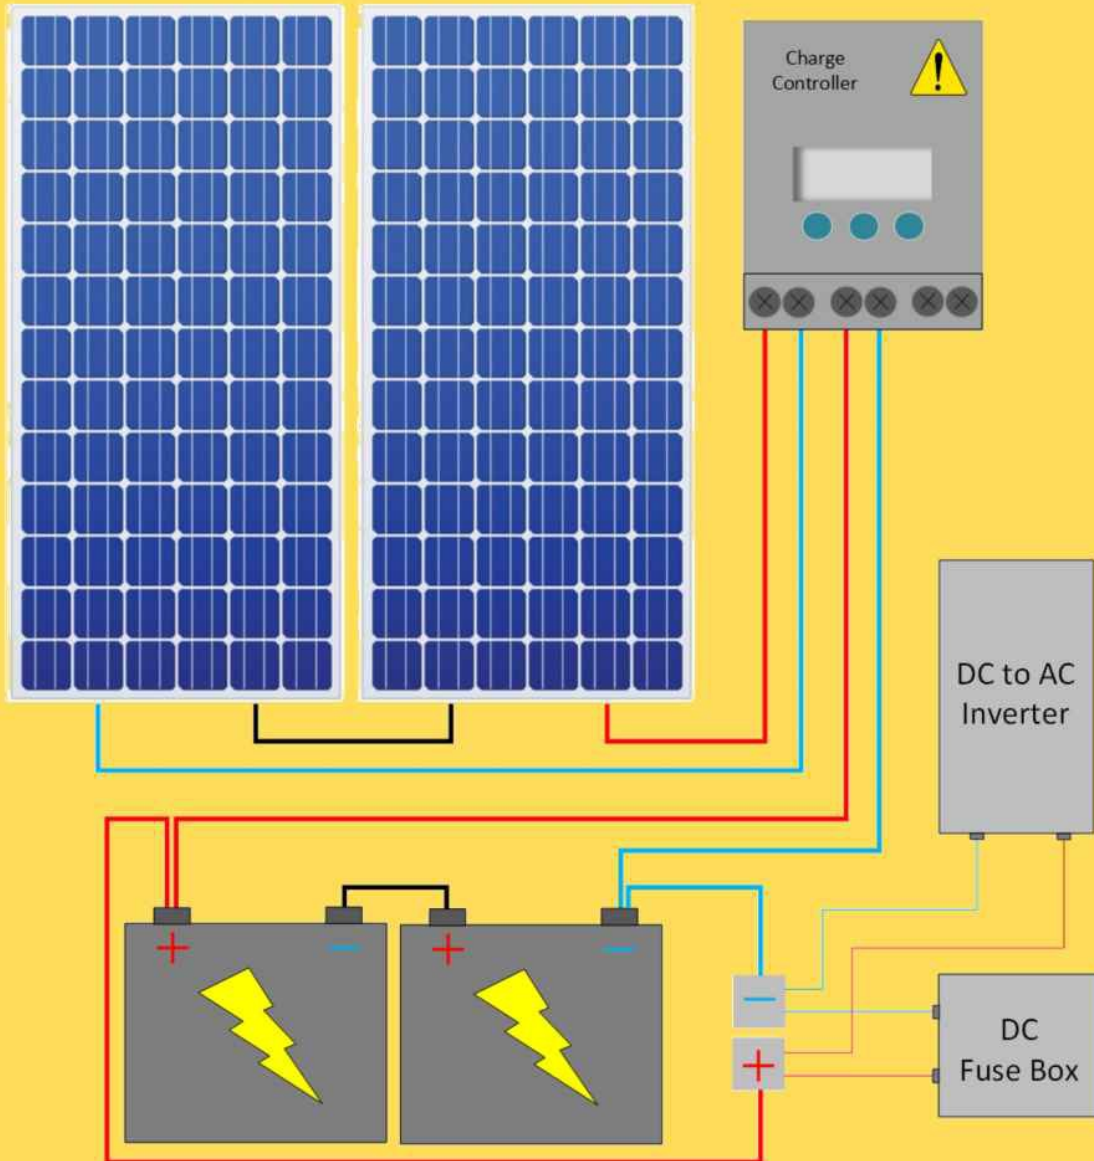 Charge
Controller
!
DC to AC
Inverter
+
−
+
−
−
+
DC
Fuse Box